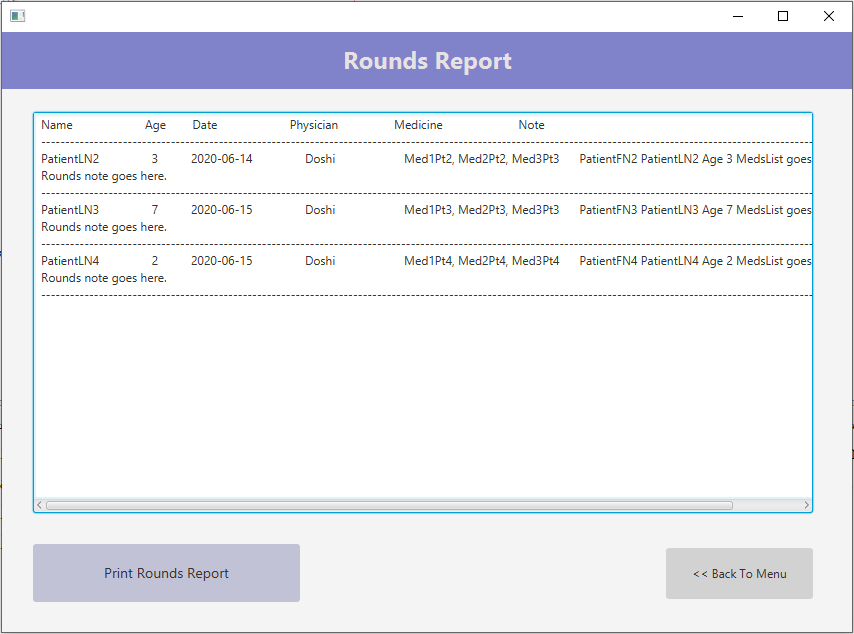 Rounds Report
Name Age Date Physician Medicine Note
--------------------------------------------------------------------------------
PatientLN2 3 2020-06-14 Doshi Med1Pt2, Med2Pt2, Med3Pt3 PatientFN2 PatientLN2 Age 3 MedsList goes
Rounds note goes here.
--------------------------------------------------------------------------------
PatientLN3 7 2020-06-15 Doshi Med1Pt3, Med2Pt3, Med3Pt3 PatientFN3 PatientLN3 Age 7 MedsList goes
Rounds note goes here.
--------------------------------------------------------------------------------
PatientLN4 2 2020-06-15 Doshi Med1Pt4, Med2Pt4, Med3Pt4 PatientFN4 PatientLN4 Age 2 MedsList goes
Rounds note goes here.
--------------------------------------------------------------------------------
Print Rounds Report
<< Back To Menu